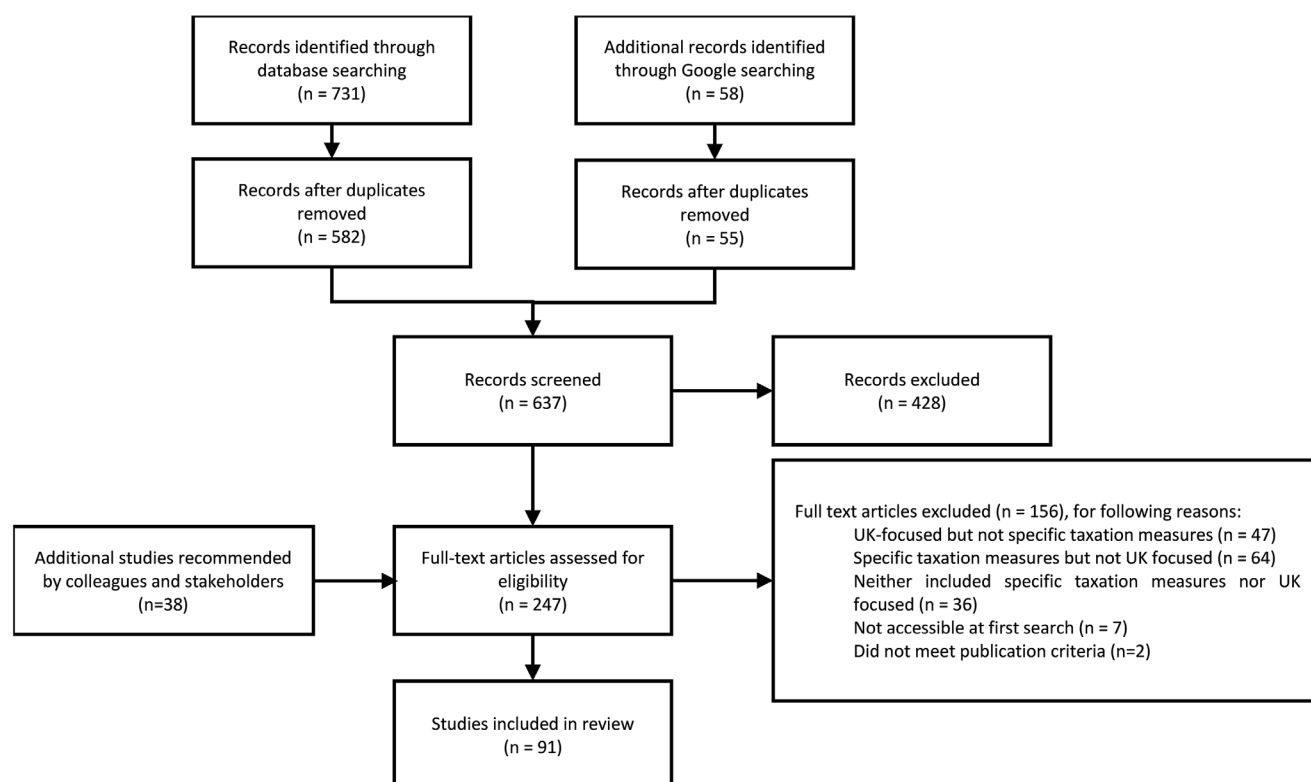 Records identified through
database searching
(n = 731)
Additional records identified
through Google searching
(n = 58)
Records after duplicates
removed
(n = 582)
Records after duplicates
removed
(n = 55)
Records screened
(n = 637)
Records excluded
(n = 428)
Additional studies recommended
by colleagues and stakeholders
(n=38)
Full-text articles assessed for
eligibility
(n = 247)
Full text articles excluded (n = 156), for following reasons:
UK-focused but not specific taxation measures (n = 47)
Specific taxation measures but not UK focused (n = 64)
Neither included specific taxation measures nor UK
focused (n = 36)
Not accessible at first search (n = 7)
Did not meet publication criteria (n=2)
Studies included in review
(n = 91)